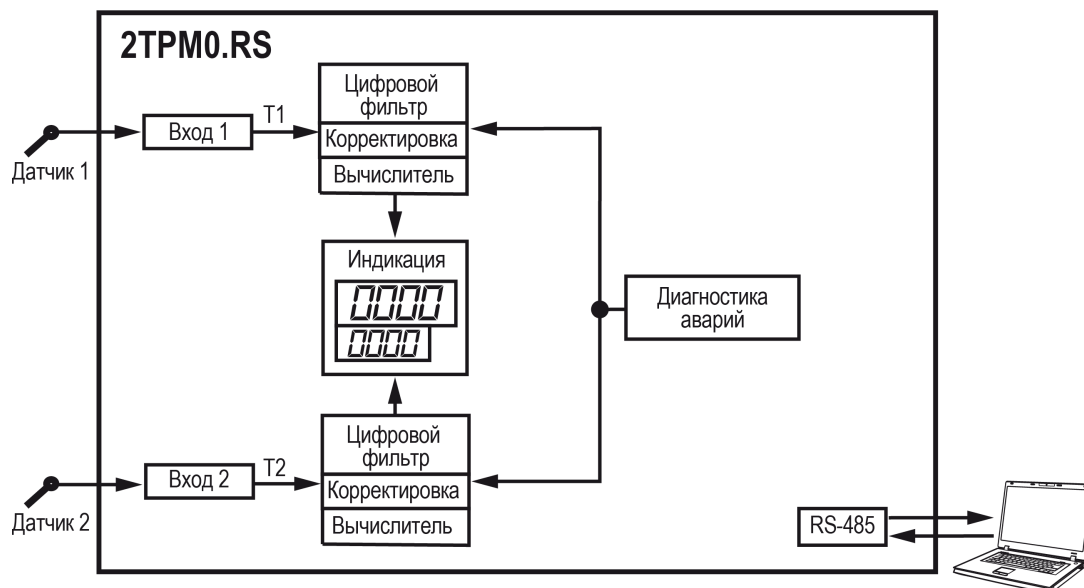 2ТРМ0.RS
Цифровой
фильтр
Корректировка
Вычислитель
Датчик 1
Вход 1
T1
Индикация
0000
0000
Диагностика
аварий
Цифровой
фильтр
Корректировка
Вычислитель
Датчик 2
Вход 2
T2
RS-485